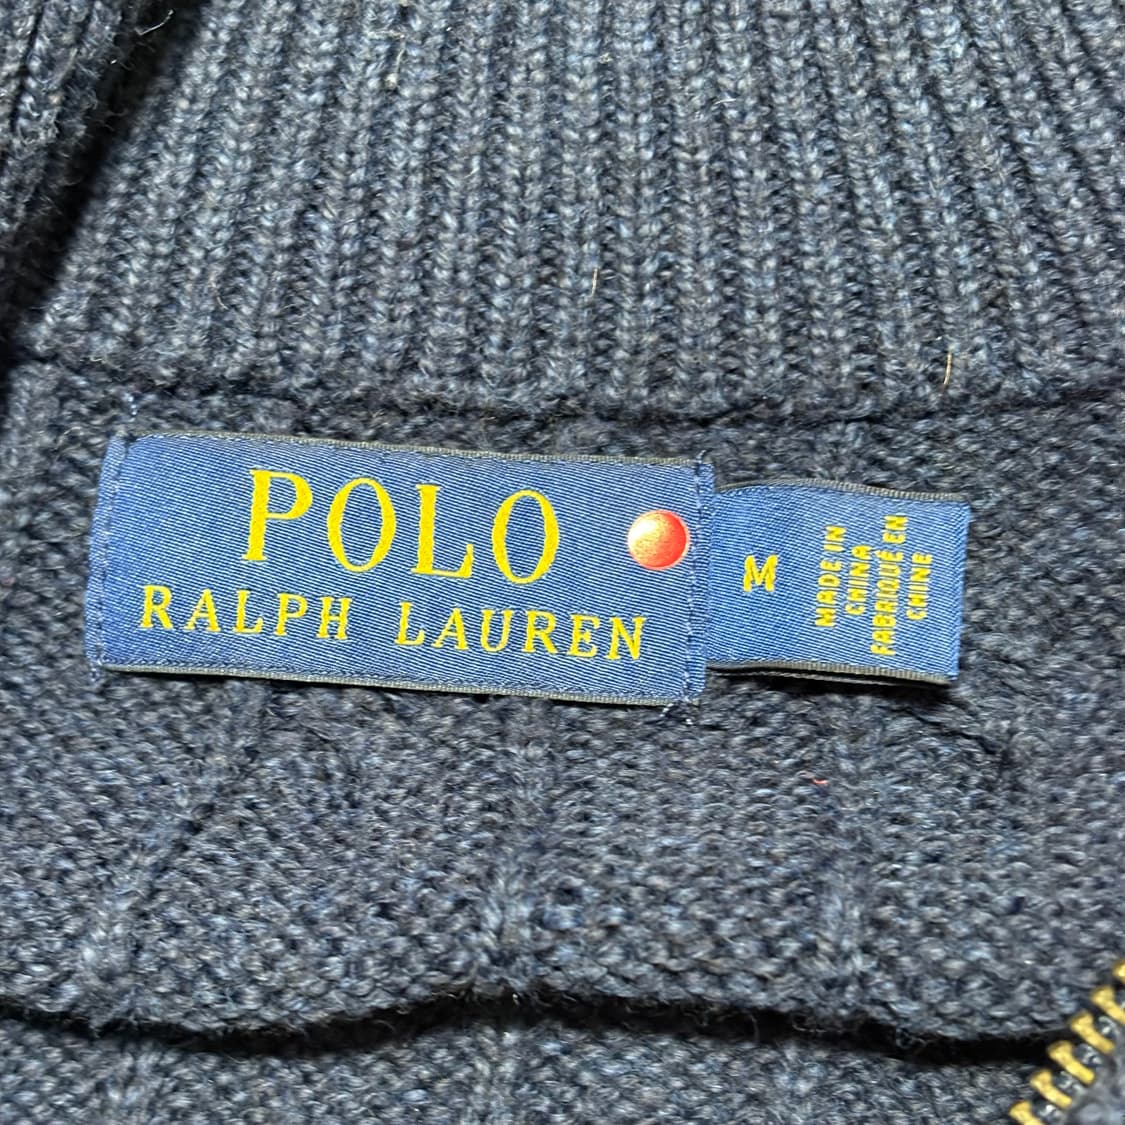 POLO
RALPH LAUREN
M
MADE IN
CHINA
FABRIQUÉ EN
CHINE